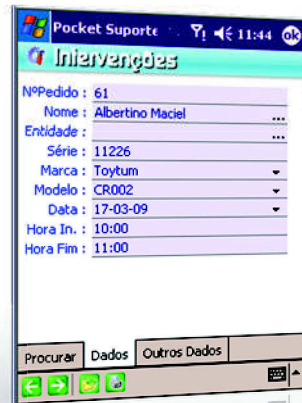 Pocket Suporte 11:44 ok
Intervenções
NºPedido : 61
Nome : Albertino Maciel ...
Entidade : ...
Série : 11226
Marca : Toytum
Modelo : CR002
Data : 17-03-09
Hora In. : 10:00
Hora Fim : 11:00
Procurar Dados Outros Dados